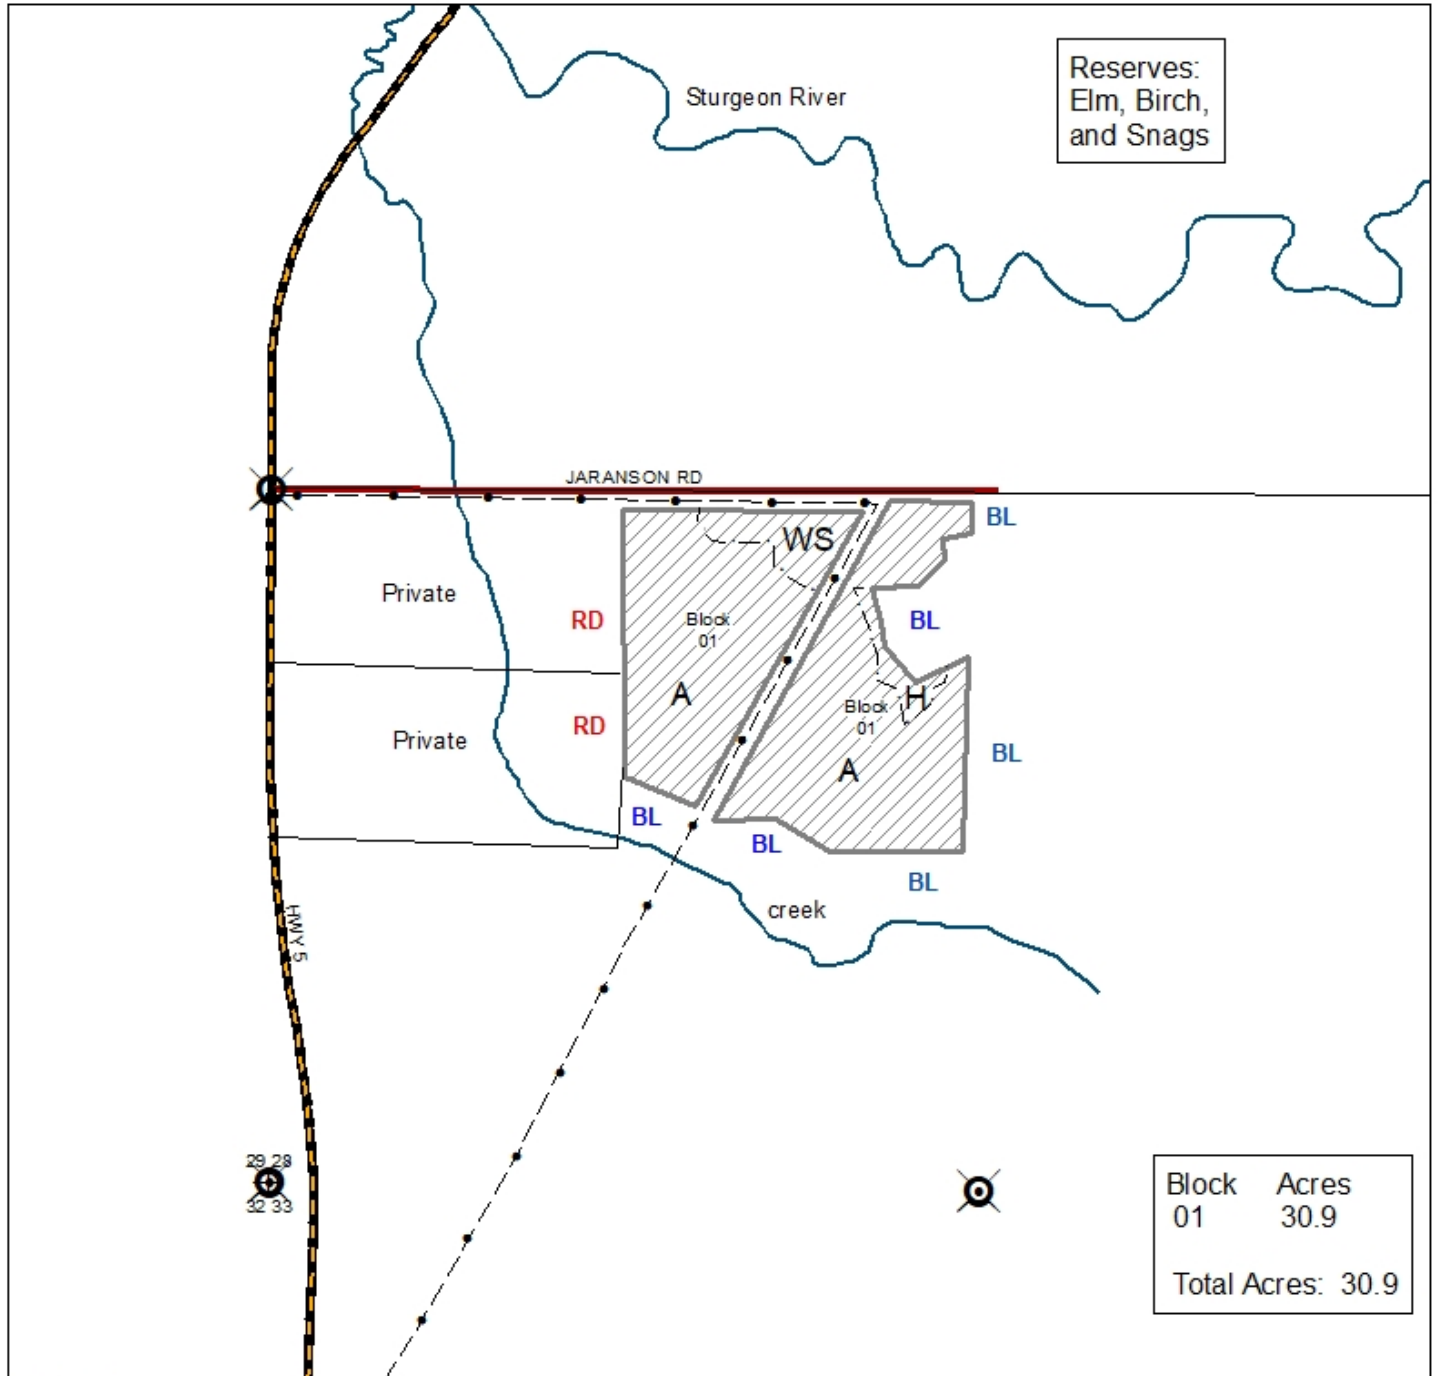 Sturgeon River
Reserves:
Elm, Birch,
and Snags
JARANSON RD
BL
WS
Private
RD
Block
01
BL
A
H
Block
01
RD
Private
BL
A
BL
BL
BL
creek
HWY 5
29 28
32 33
Block Acres
01 30.9
Total Acres: 30.9